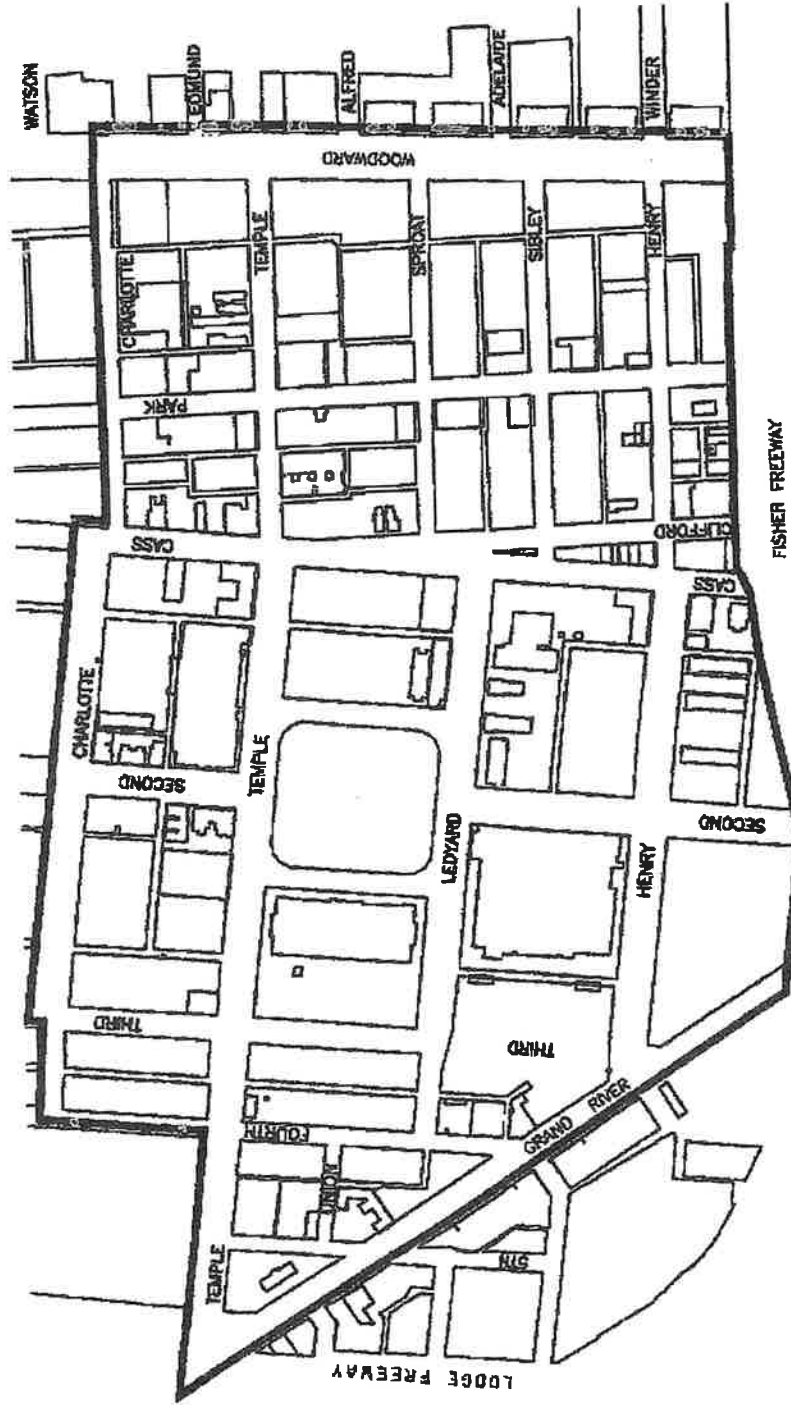 WATSON
EDMUND
ALFRED
ADELAIDE
WINDER
WOODWARD
CHARLOTTE
TEMPLE
SPROAT
SIBLEY
HENRY
PARK
CASS
CLIFFORD
CASS
FISHER FREEWAY
CHARLOTTE
SECOND
TEMPLE
LEDYARD
HENRY
SECOND
THIRD
THIRD
GRAND RIVER
FOURTH
UNION
TEMPLE
5TH
LODGE FREEWAY